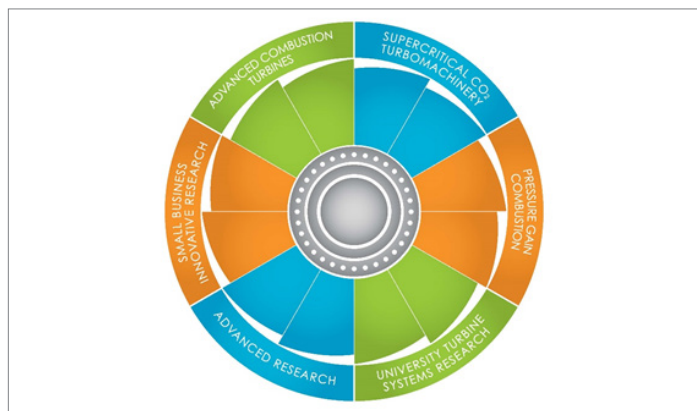 ADVANCED COMBUSTION
TURBINES
SUPERCRITICAL CO₂
TURBOMACHINERY
PRESSURE GAIN
COMBUSTION
UNIVERSITY TURBINE
SYSTEMS RESEARCH
ADVANCED RESEARCH
SMALL BUSINESS
INNOVATIVE RESEARCH